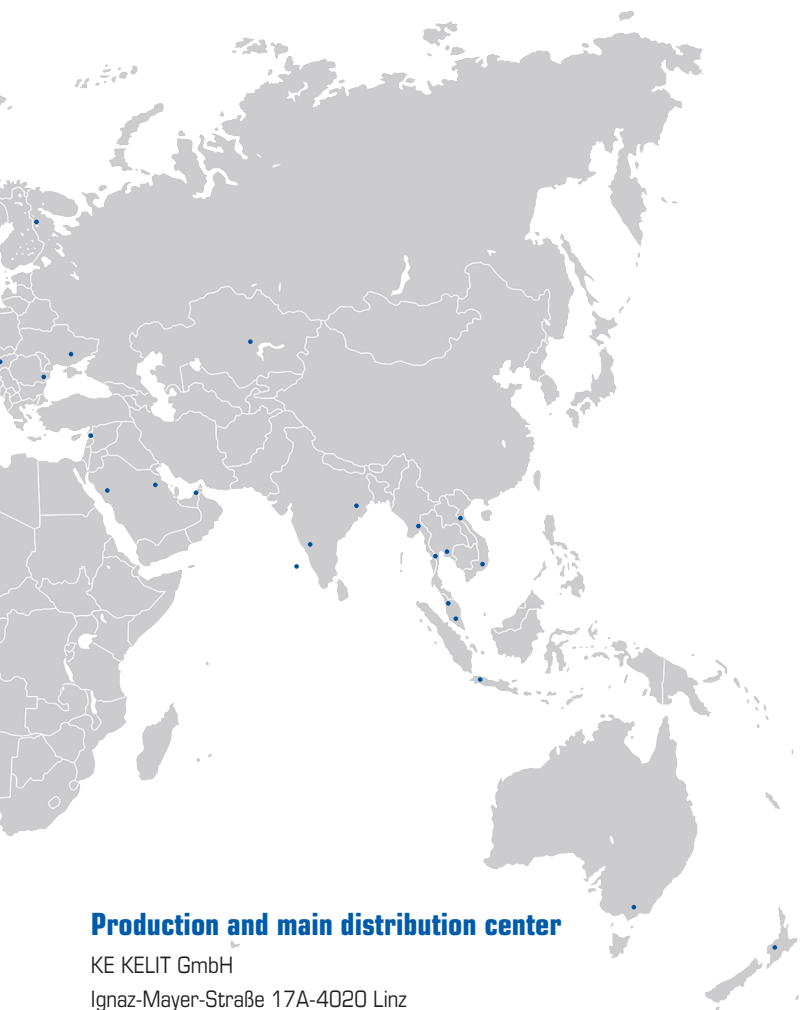 Production and main distribution center
KE KELIT GmbH
Ignaz-Mayer-Straße 17A-4020 Linz